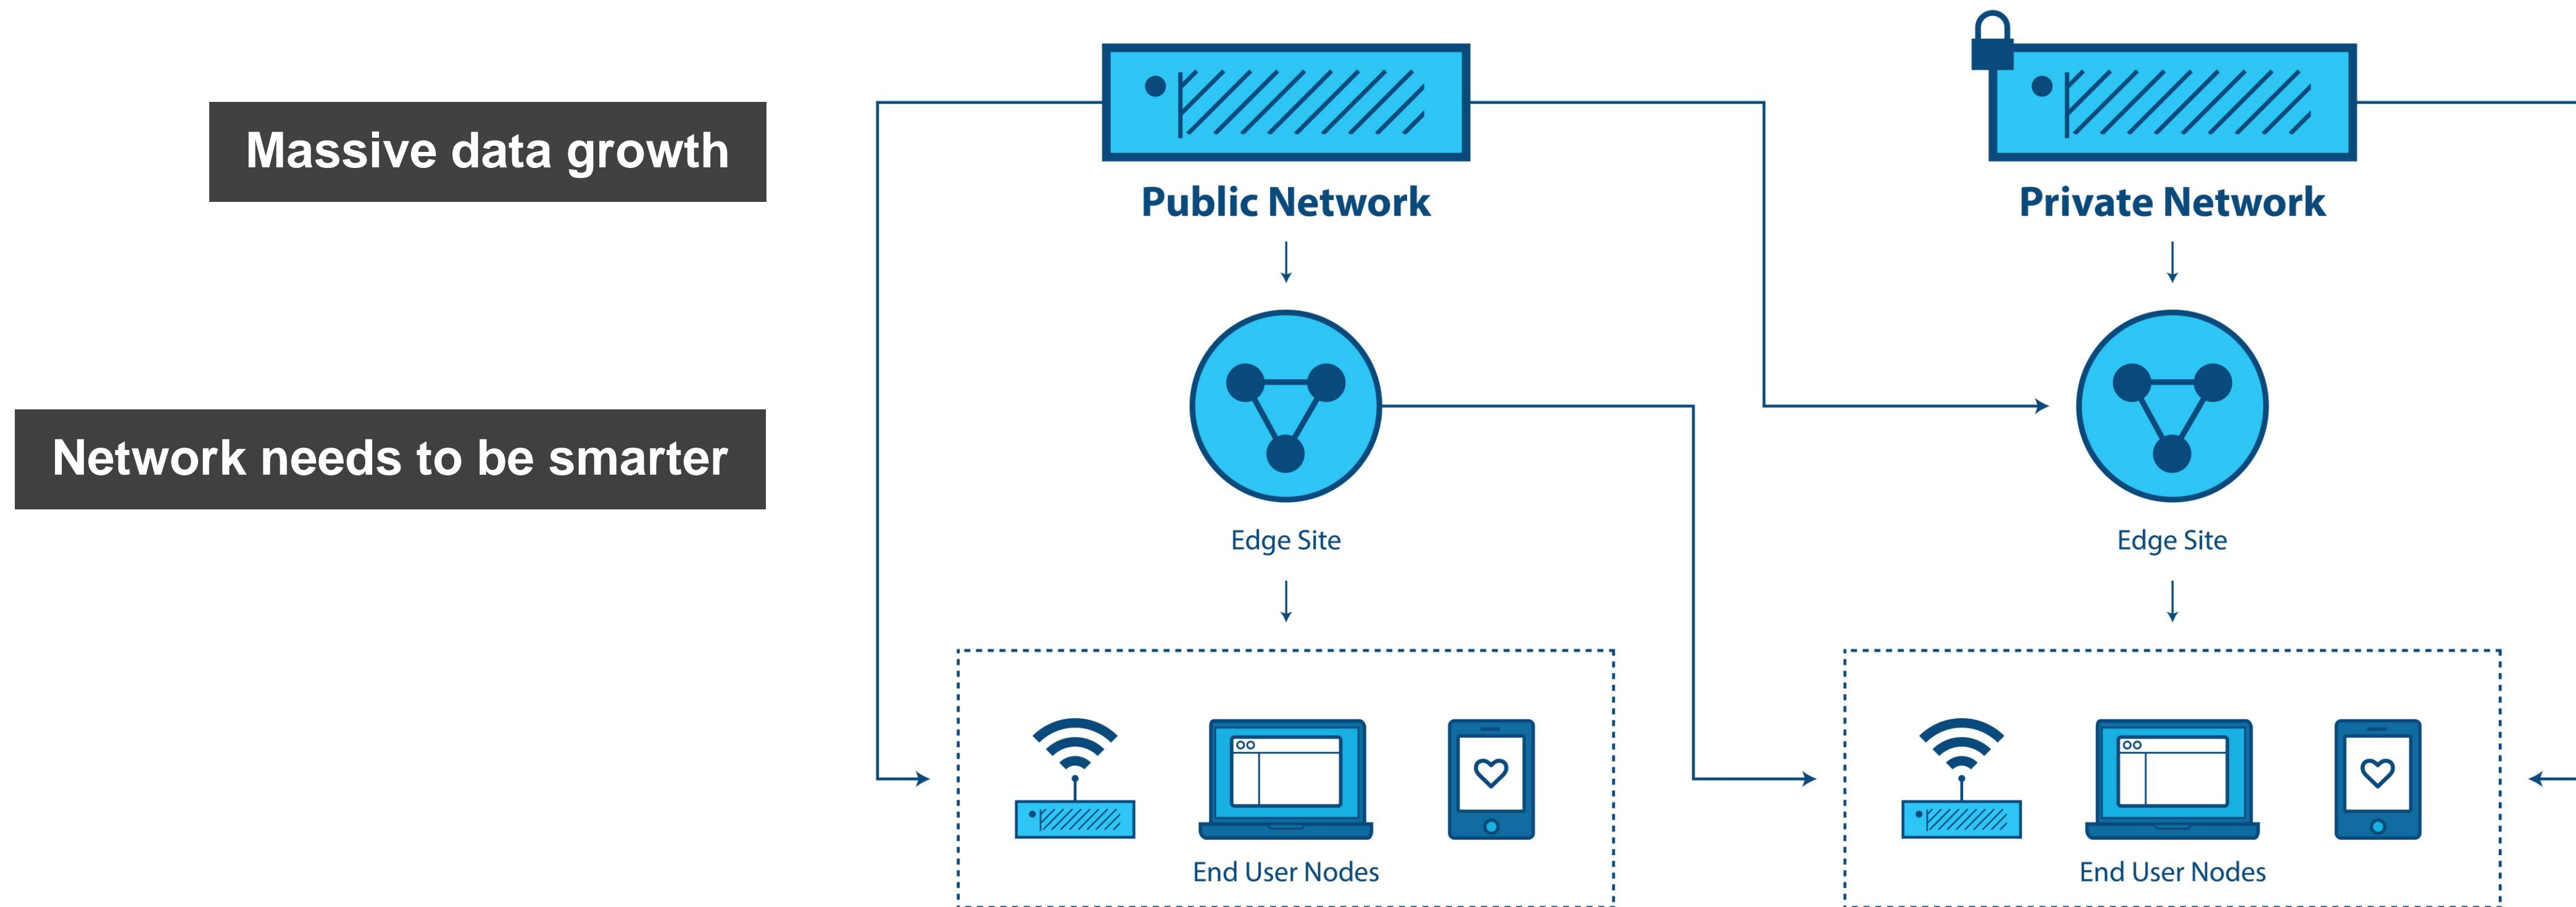 Massive data growth
Network needs to be smarter
Public Network
Private Network
Edge Site
Edge Site
End User Nodes
End User Nodes